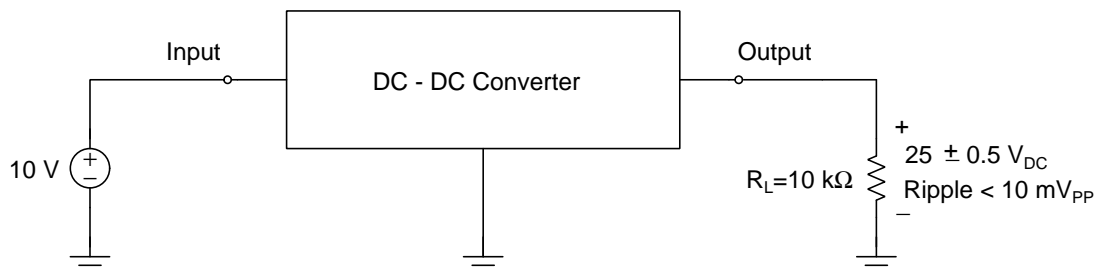 Input
DC - DC Converter
Output
10 V
+
−
R_L=10 kΩ
+
25 ± 0.5 V_DC
Ripple < 10 mV_PP
−